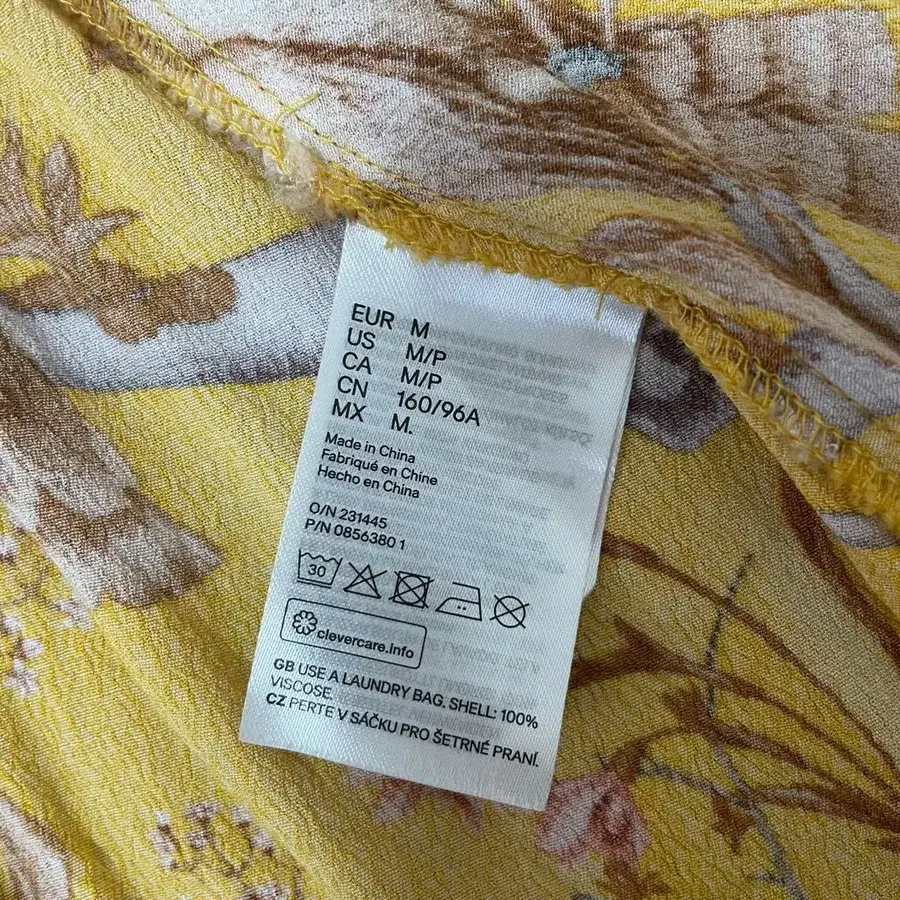 EUR M
US M/P
CA M/P
CN 160/96A
MX M.
Made in China
Fabriqué en Chine
Hecho en China
O/N 231445
P/N 0856380 1
30
clevercare.info
GB USE A LAUNDRY BAG. SHELL: 100%
VISCOSE.
CZ PERTE V SÁČKU PRO ŠETRNÉ PRANÍ.